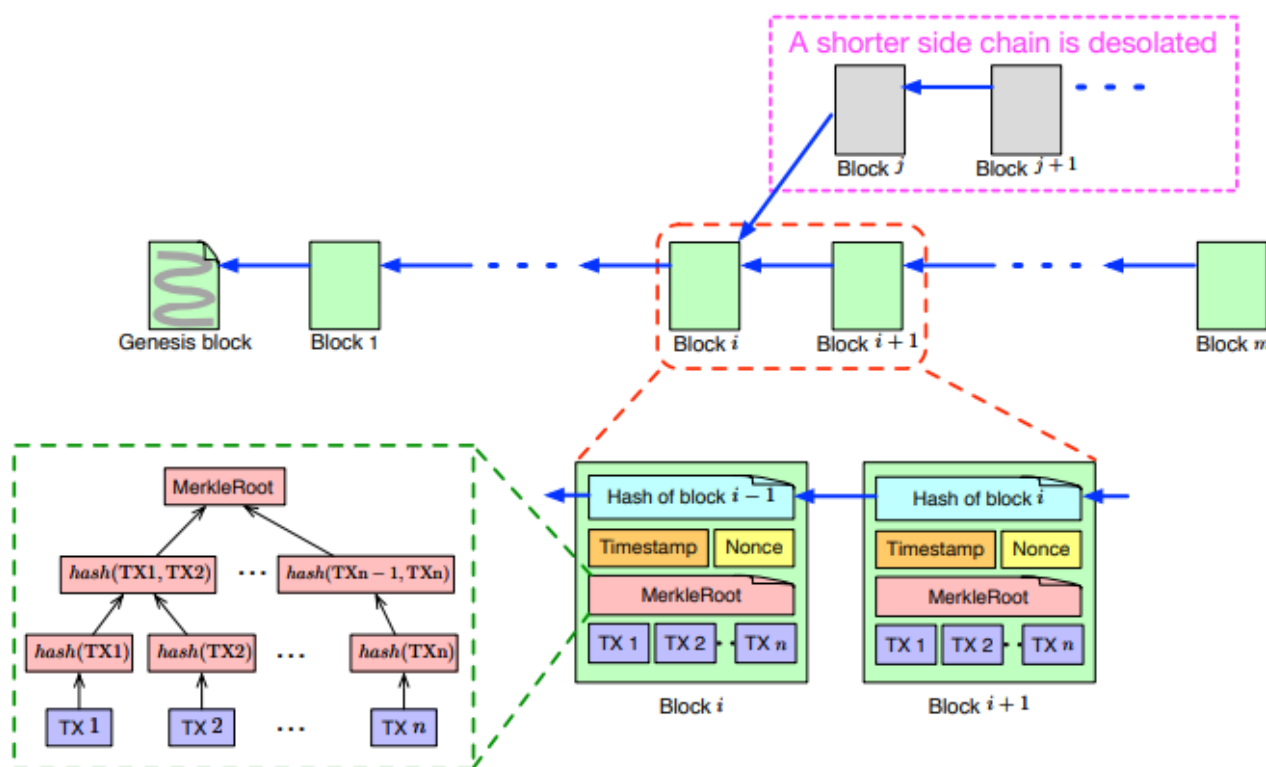 A shorter side chain is desolated
Block j
Block j + 1
Genesis block
Block 1
Block i
Block i + 1
Block m
MerkleRoot
hash(TX1, TX2)
...
hash(TXn − 1, TXn)
hash(TX1)
hash(TX2)
...
hash(TXn)
TX 1
TX 2
...
TX n
Hash of block i − 1
Timestamp
Nonce
MerkleRoot
TX 1
TX 2
TX n
Block i
Hash of block i
Timestamp
Nonce
MerkleRoot
TX 1
TX 2
TX n
Block i + 1